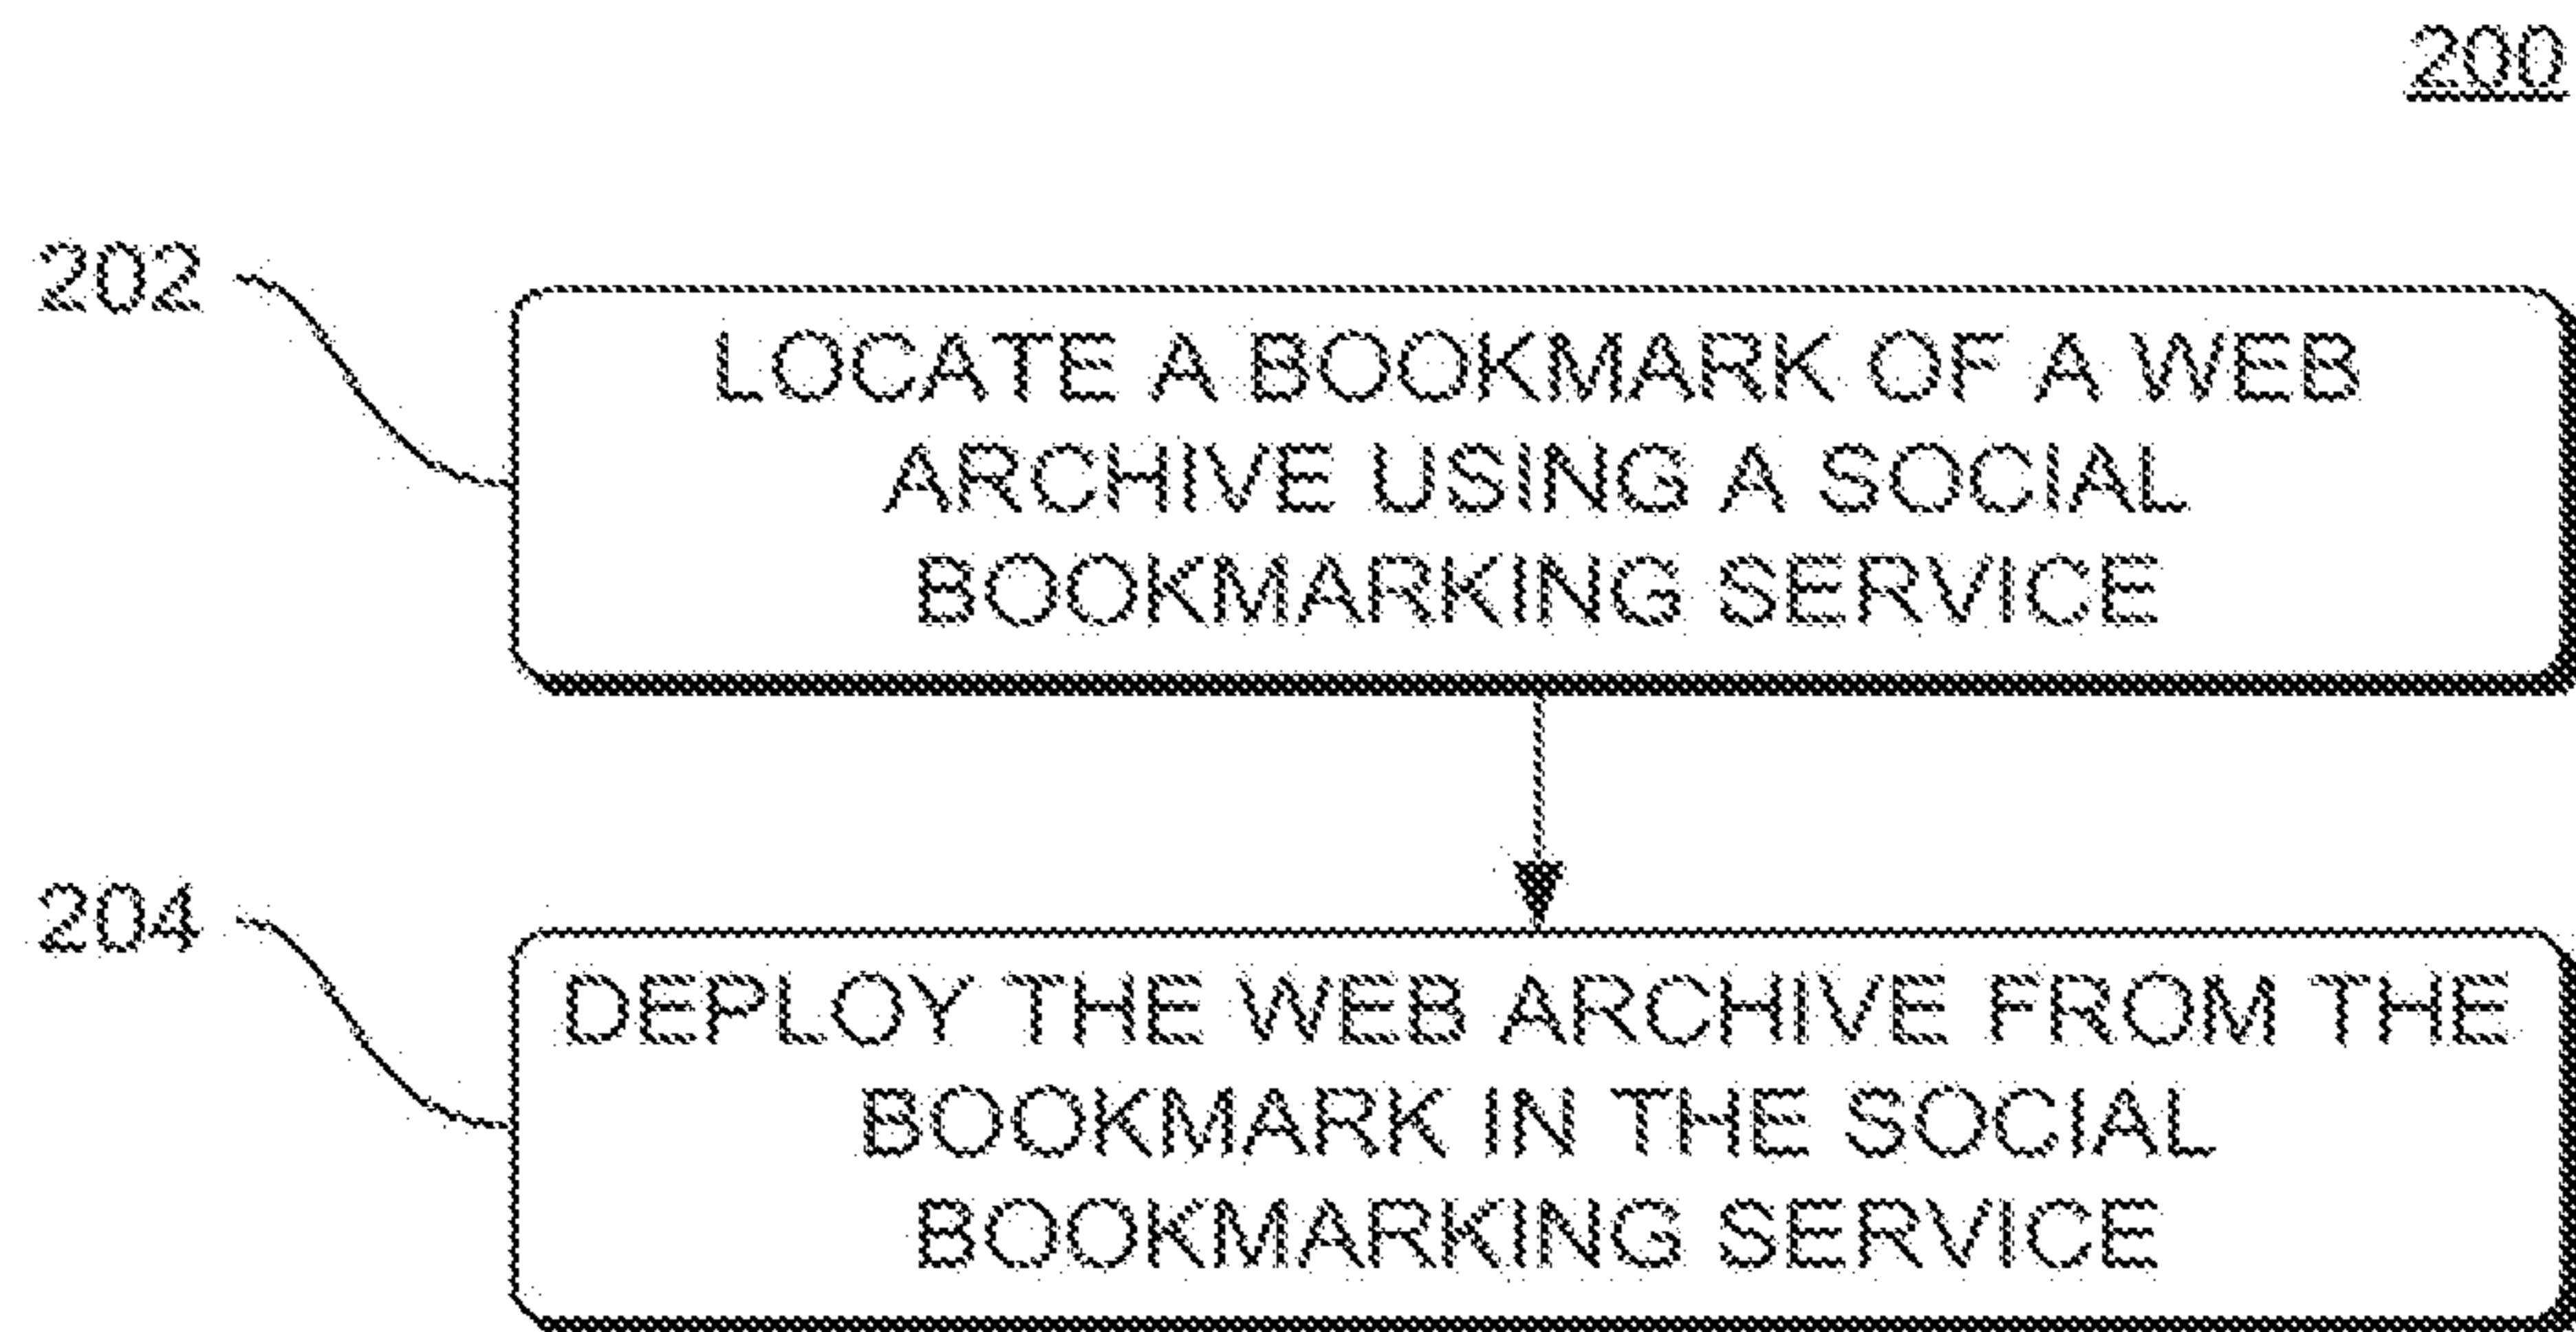 200
202
LOCATE A BOOKMARK OF A WEB
ARCHIVE USING A SOCIAL
BOOKMARKING SERVICE
204
DEPLOY THE WEB ARCHIVE FROM THE
BOOKMARK IN THE SOCIAL
BOOKMARKING SERVICE